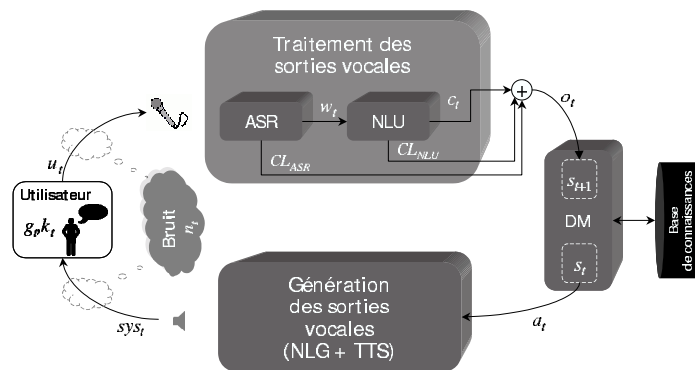 Traitement des
sorties vocales
ASR
w_t
NLU
c_t
CL_ASR
CL_NLU
+
o_t
u_t
Utilisateur
g_t, k_t
Bruit
n_t
s_t+1
DM
s_t
Base
de connaissances
Génération
des sorties
vocales
(NLG + TTS)
sys_t
a_t